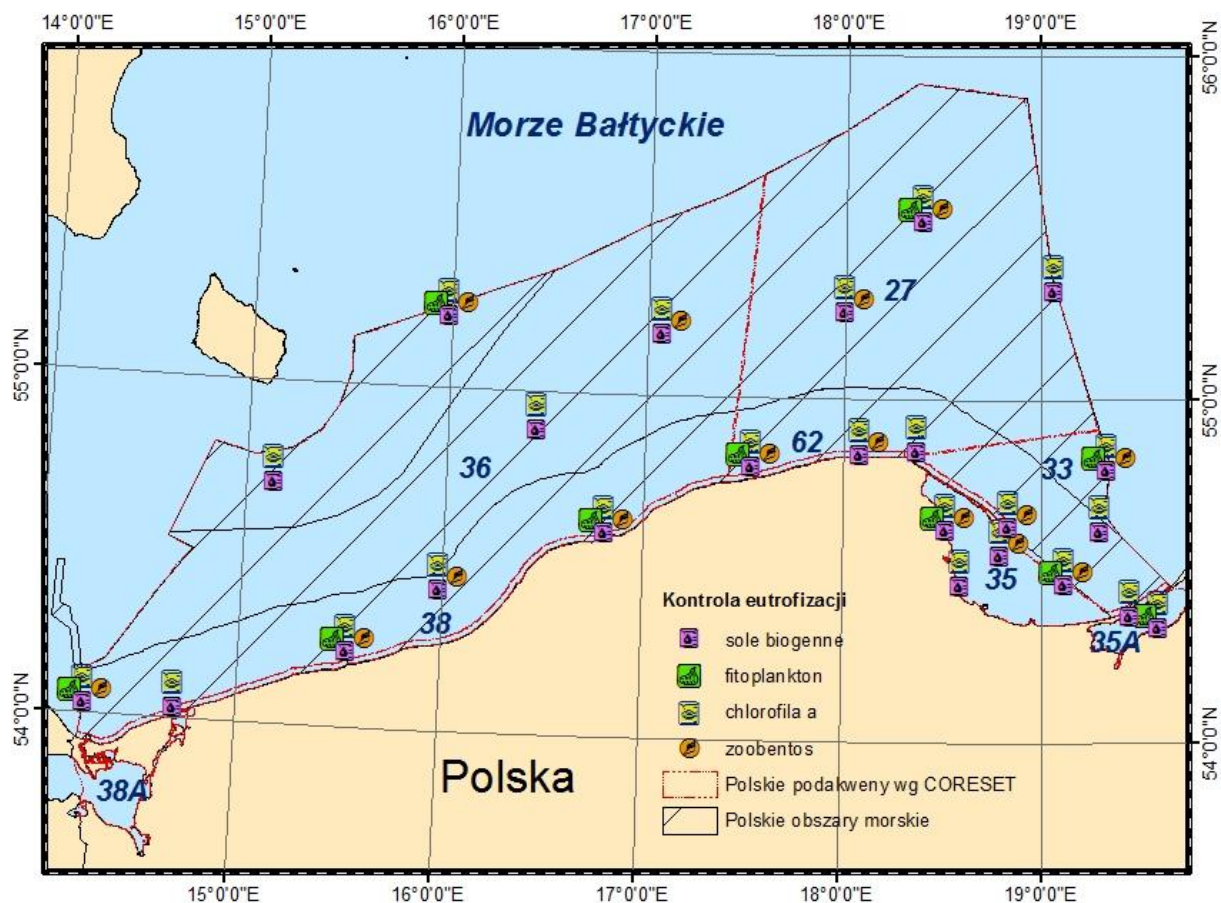 14°0'0"E 15°0'0"E 16°0'0"E 17°0'0"E 18°0'0"E 19°0'0"E
56°0'0"N
Morze Bałtyckie
27
55°0'0"N
55°0'0"N
62
36
33
35
Kontrola eutrofizacji
38
sole biogenne
35A
fitoplankton
54°0'0"N
chlorofila a
54°0'0"N
zoobentos
Polska
38A
Polskie podakweny wg CORESET
Polskie obszary morskie
15°0'0"E 16°0'0"E 17°0'0"E 18°0'0"E 19°0'0"E